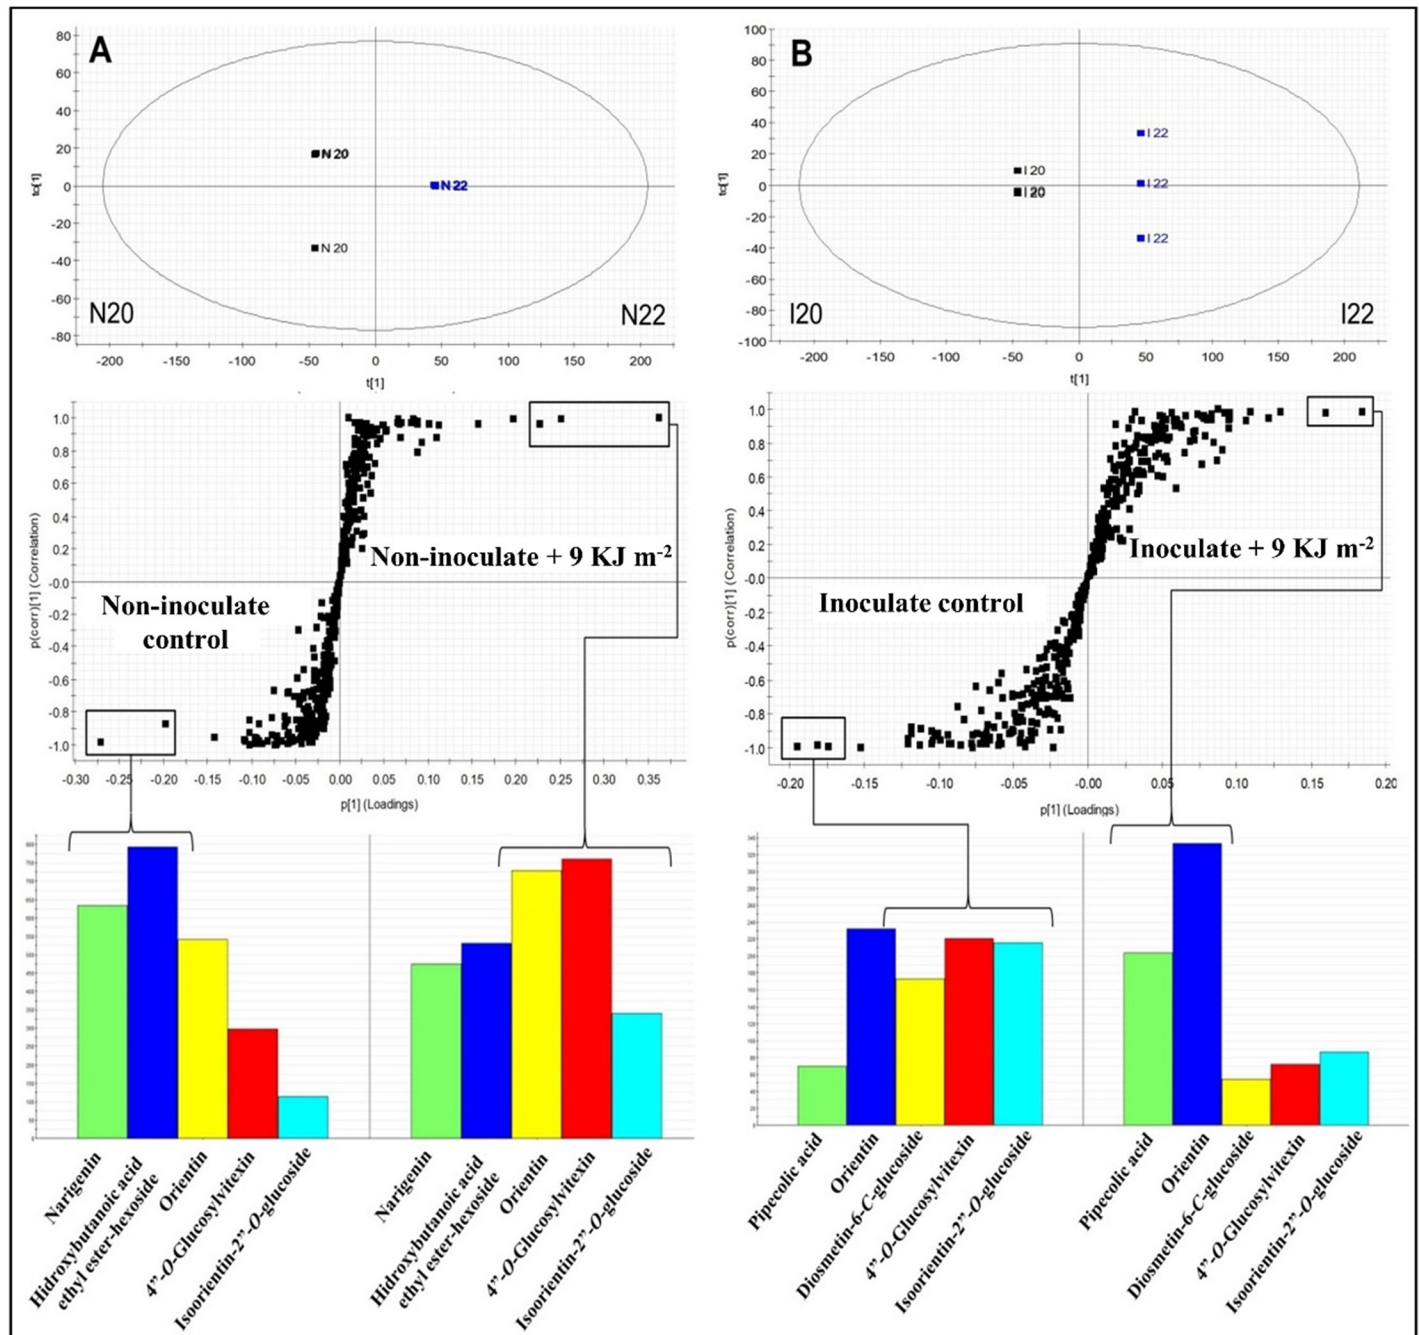 A
80
60
40
20
0
-20
-40
-60
-80
to[1]
N 20
N 20
N 22
N20
N22
-200 -150 -100 -50 0 50 100 150 200
t[1]
B
100
80
60
40
20
0
-20
-40
-60
-80
-100
to[1]
I 20
I 20
I 22
I 22
I 22
I20
I22
-200 -150 -100 -50 0 50 100 150 200
t[1]
1.0
0.8
0.6
0.4
0.2
-0.0
-0.2
-0.4
-0.6
-0.8
-1.0
p(corr)[1] (Correlation)
Non-inoculate + 9 KJ m-2
Non-inoculate
control
-0.30 -0.25 -0.20 -0.15 -0.10 -0.05 0.00 0.05 0.10 0.15 0.20 0.25 0.30 0.35
p[1] (Loadings)
1.0
0.8
0.6
0.4
0.2
-0.0
-0.2
-0.4
-0.6
-0.8
-1.0
p(corr)[1] (Correlation)
Inoculate + 9 KJ m-2
Inoculate control
-0.20 -0.15 -0.10 -0.05 0.00 0.05 0.10 0.15 0.20
p[1] (Loadings)
Narigenin
Hidroxybutanoic acid
ethyl ester-hexoside
Orientin
4”-O-Glucosylvitexin
Isoorientin-2”-O-glucoside
Narigenin
Hidroxybutanoic acid
ethyl ester-hexoside
Orientin
4”-O-Glucosylvitexin
Isoorientin-2”-O-glucoside
Pipecolic acid
Orientin
Diosmetin-6-C-glucoside
4”-O-Glucosylvitexin
Isoorientin-2”-O-glucoside
Pipecolic acid
Orientin
Diosmetin-6-C-glucoside
4”-O-Glucosylvitexin
Isoorientin-2”-O-glucoside